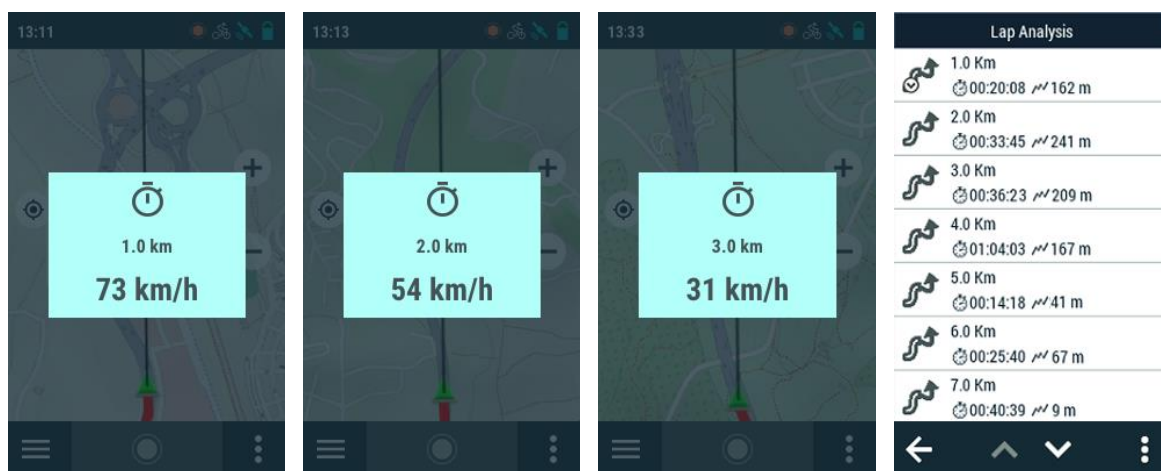 13:11
1.0 km
73 km/h
13:13
2.0 km
54 km/h
13:33
3.0 km
31 km/h
Lap Analysis
1.0 Km
00:20:08 162 m
2.0 Km
00:33:45 241 m
3.0 Km
00:36:23 209 m
4.0 Km
01:04:03 167 m
5.0 Km
00:14:18 41 m
6.0 Km
00:25:40 67 m
7.0 Km
00:40:39 9 m